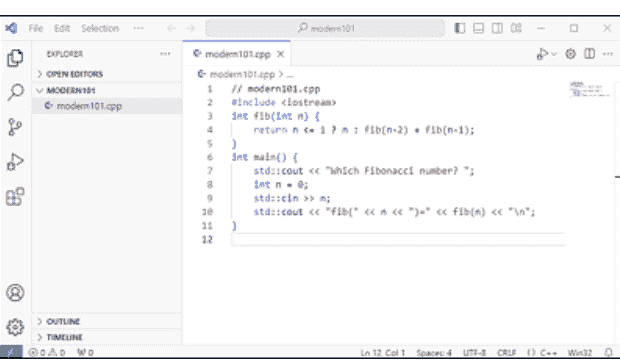 File Edit Selection ···
modern101
EXPLORER ···
OPEN EDITORS
MODERN101
modern101.cpp
OUTLINE
TIMELINE
modern101.cpp
modern101.cpp > ...
1 // modern101.cpp
2 #include <iostream>
3 int fib(int n) {
4 return n <= 1 ? n : fib(n-2) + fib(n-1);
5 }
6 int main() {
7 std::cout << "Which Fibonacci number? ";
8 int n = 0;
9 std::cin >> n;
10 std::cout << "fib(" << n << ")=" << fib(n) << "\n";
11 }
12
0 0 0 Ln 12, Col 1 Spaces: 4 UTF-8 CRLF {} C++ Win32